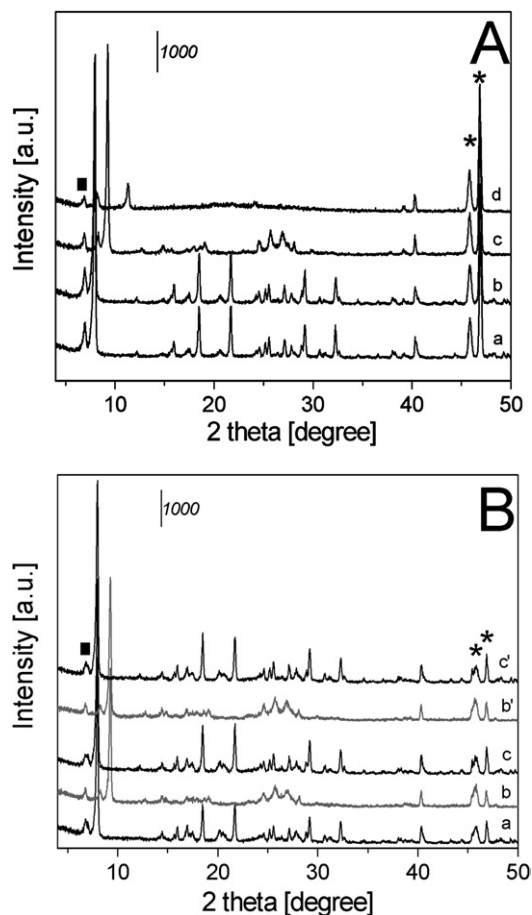 A
1000
*
*
d
c
b
a
Intensity [a.u.]
10 20 30 40 50
2 theta [degree]
B
1000
*
*
c'
b'
c
b
a
Intensity [a.u.]
10 20 30 40 50
2 theta [degree]